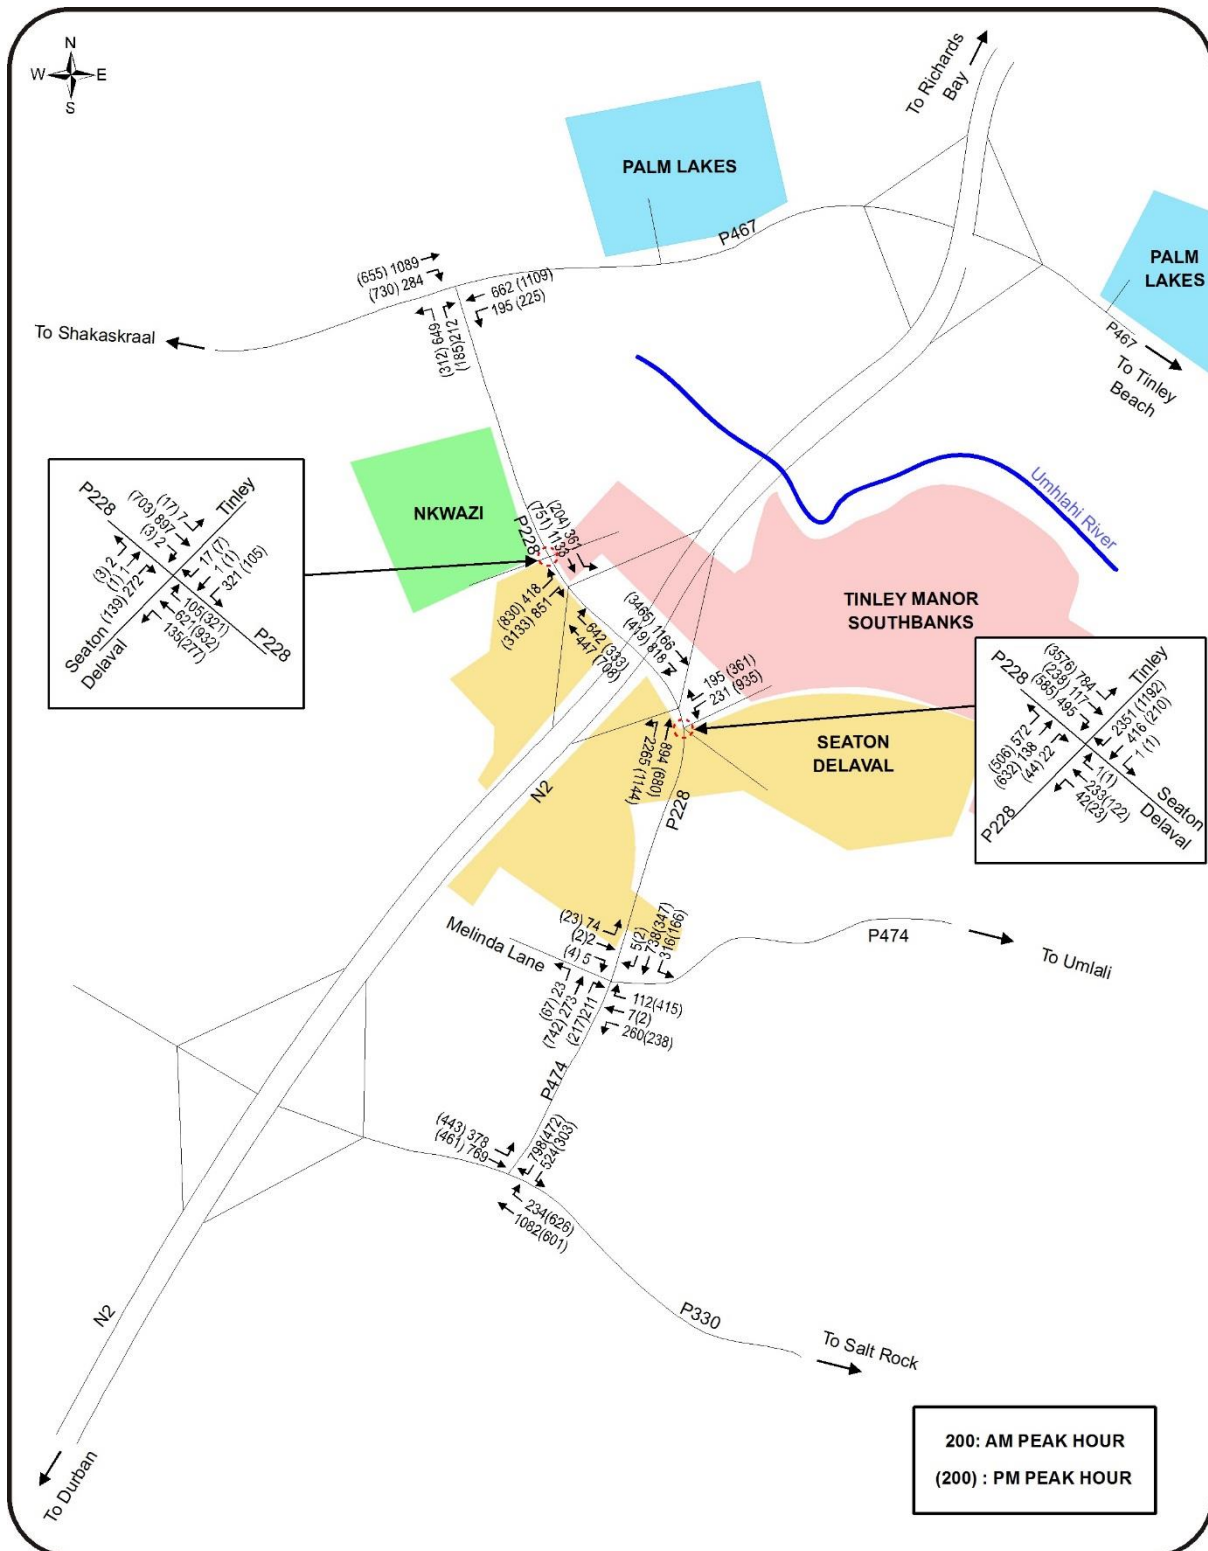 N
W E
S
To Richards
Bay
PALM LAKES
P467
PALM
LAKES
P467
To Tinley
Beach
(655) 1089
(730) 284
662 (1109)
195 (225)
(312) 649
(185)212
To Shakaskraal
Umhlahi River
NKWAZI
P228
(204) 361
(751) 1133
(830) 418
(3133) 851
642 (333)
447 (708)
(3465) 1166
(419) 818
195 (361)
231 (935)
TINLEY MANOR
SOUTHBANKS
SEATON
DELAVAL
894 (680)
2265 (1144)
P228
N2
P228
(703) 897
(17) 7
(3) 2
Tinley
17 (7)
1 (1)
321 (105)
(3) 2
(1) 1
(139) 272
105(321)
621(932)
135(277)
Seaton
Delaval
P228
P228
(3576) 784
(238) 117
(585) 495
Tinley
2351 (1192)
416 (210)
1 (1)
(506) 572
(632) 138
(44) 22
1(1)
233(122)
42(23)
P228
Seaton
Delaval
Melinda Lane
(23) 74
(2)2
(4) 5
5(2)
738(347)
316(166)
P474
To Umlali
(67) 23
(742) 273
(217)211
112(415)
7(2)
260(238)
P474
(443) 378
(461) 769
798(472)
524(303)
234(626)
1082(601)
P330
To Salt Rock
N2
To Durban
200: AM PEAK HOUR
(200) : PM PEAK HOUR